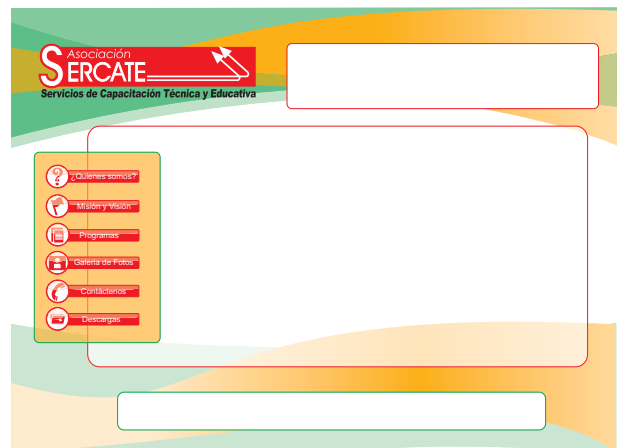 Asociación
SERCATE
Servicios de Capacitación Técnica y Educativa
¿Quienes somos?
Misión y Visión
Programas
Galería de Fotos
Contáctenos
Descargas